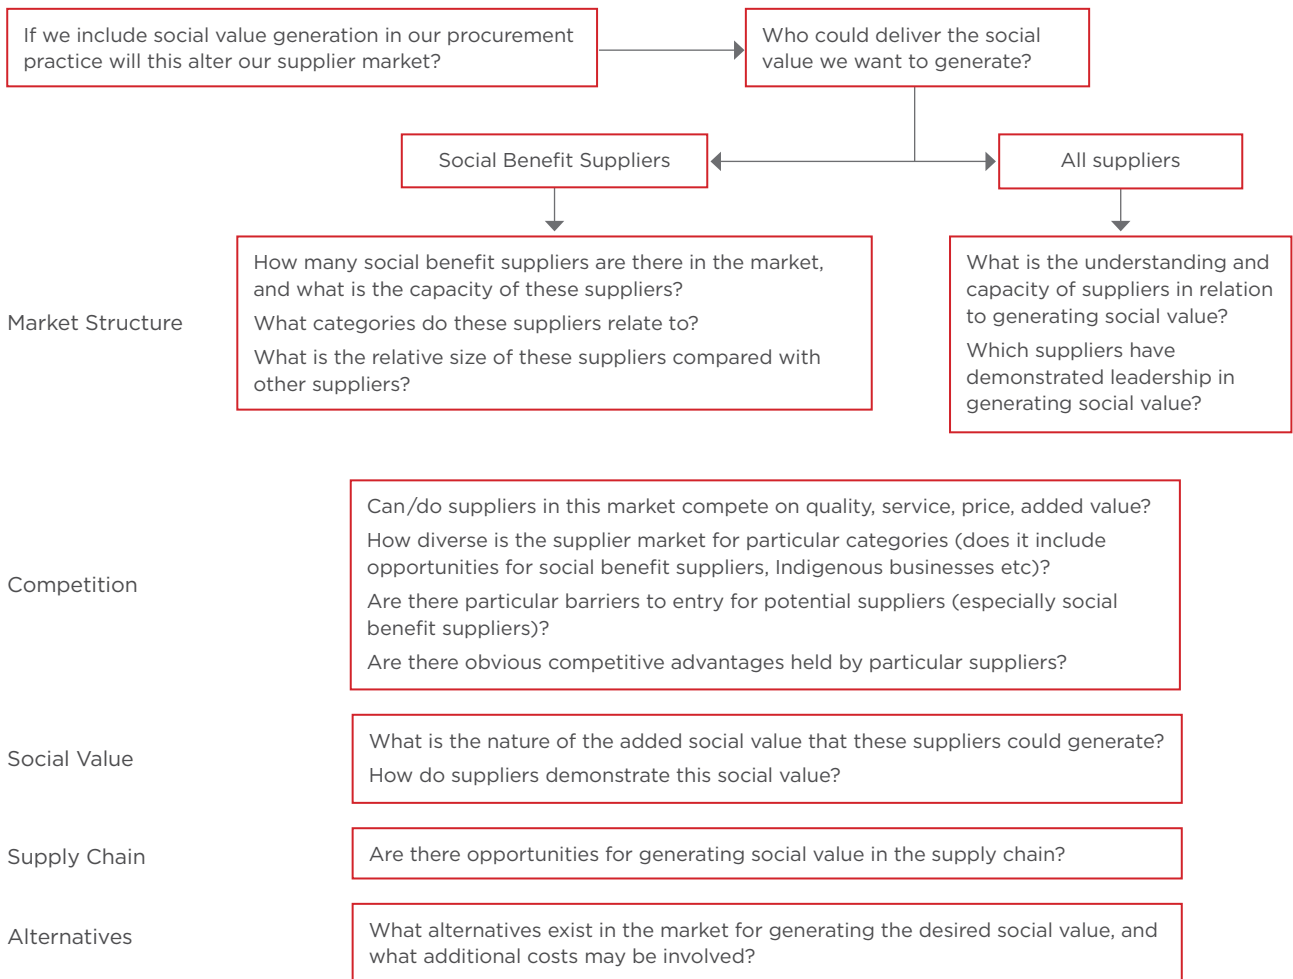 If we include social value generation in our procurement
practice will this alter our supplier market?
Who could deliver the social
value we want to generate?
Social Benefit Suppliers
All suppliers
Market Structure
How many social benefit suppliers are there in the market,
and what is the capacity of these suppliers?
What categories do these suppliers relate to?
What is the relative size of these suppliers compared with
other suppliers?
What is the understanding and
capacity of suppliers in relation
to generating social value?
Which suppliers have
demonstrated leadership in
generating social value?
Competition
Can/do suppliers in this market compete on quality, service, price, added value?
How diverse is the supplier market for particular categories (does it include
opportunities for social benefit suppliers, Indigenous businesses etc)?
Are there particular barriers to entry for potential suppliers (especially social
benefit suppliers)?
Are there obvious competitive advantages held by particular suppliers?
Social Value
What is the nature of the added social value that these suppliers could generate?
How do suppliers demonstrate this social value?
Supply Chain
Are there opportunities for generating social value in the supply chain?
Alternatives
What alternatives exist in the market for generating the desired social value, and
what additional costs may be involved?